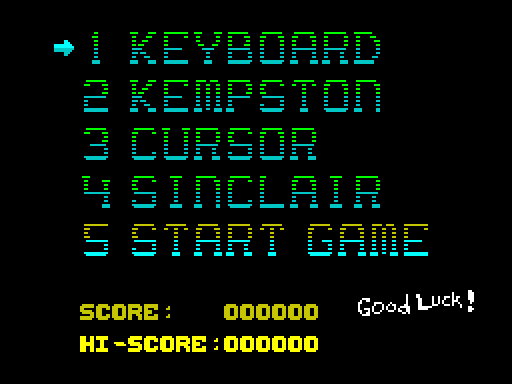 1 KEYBOARD
2 KEMPSTON
3 CURSOR
4 SINCLAIR
5 START GAME
SCORE: 000000
Good Luck!
HI-SCORE:000000